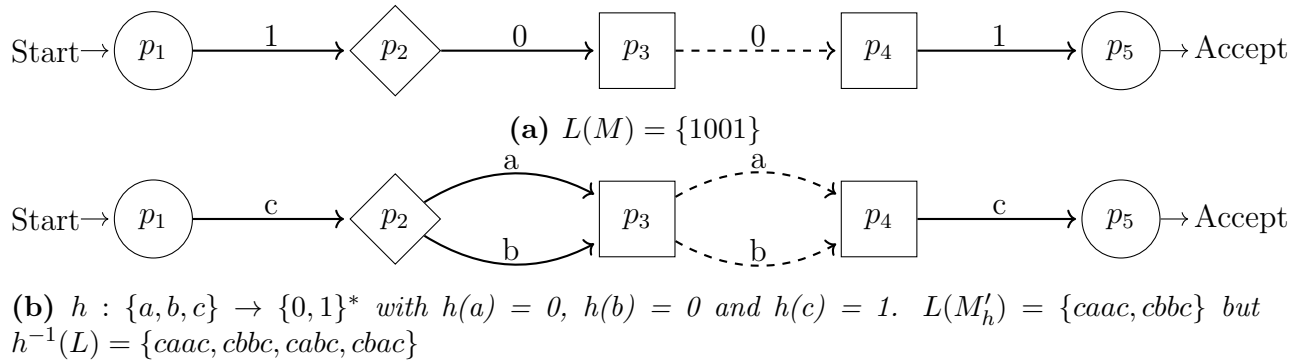 Start p₁ 1 p₂ 0 p₃ 0 p₄ 1 p₅ Accept
(a) L(M) = {1001}
a a
Start p₁ c p₂ p₃ p₄ c p₅ Accept
b b
(b) h : {a, b, c} → {0, 1}* with h(a) = 0, h(b) = 0 and h(c) = 1. L(M′ₕ) = {caac, cbbc} but
h⁻¹(L) = {caac, cbbc, cabc, cbac}